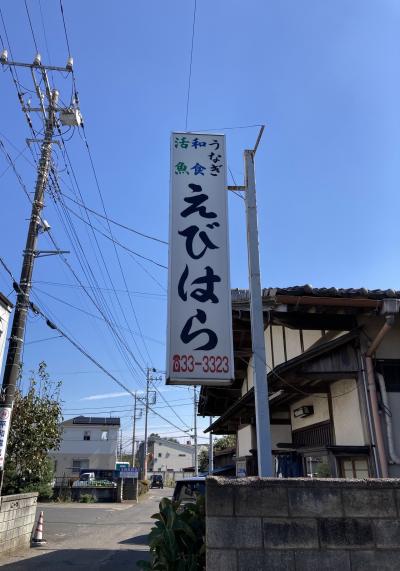 うなぎ
和食
活魚
えびはら
☎33-3323